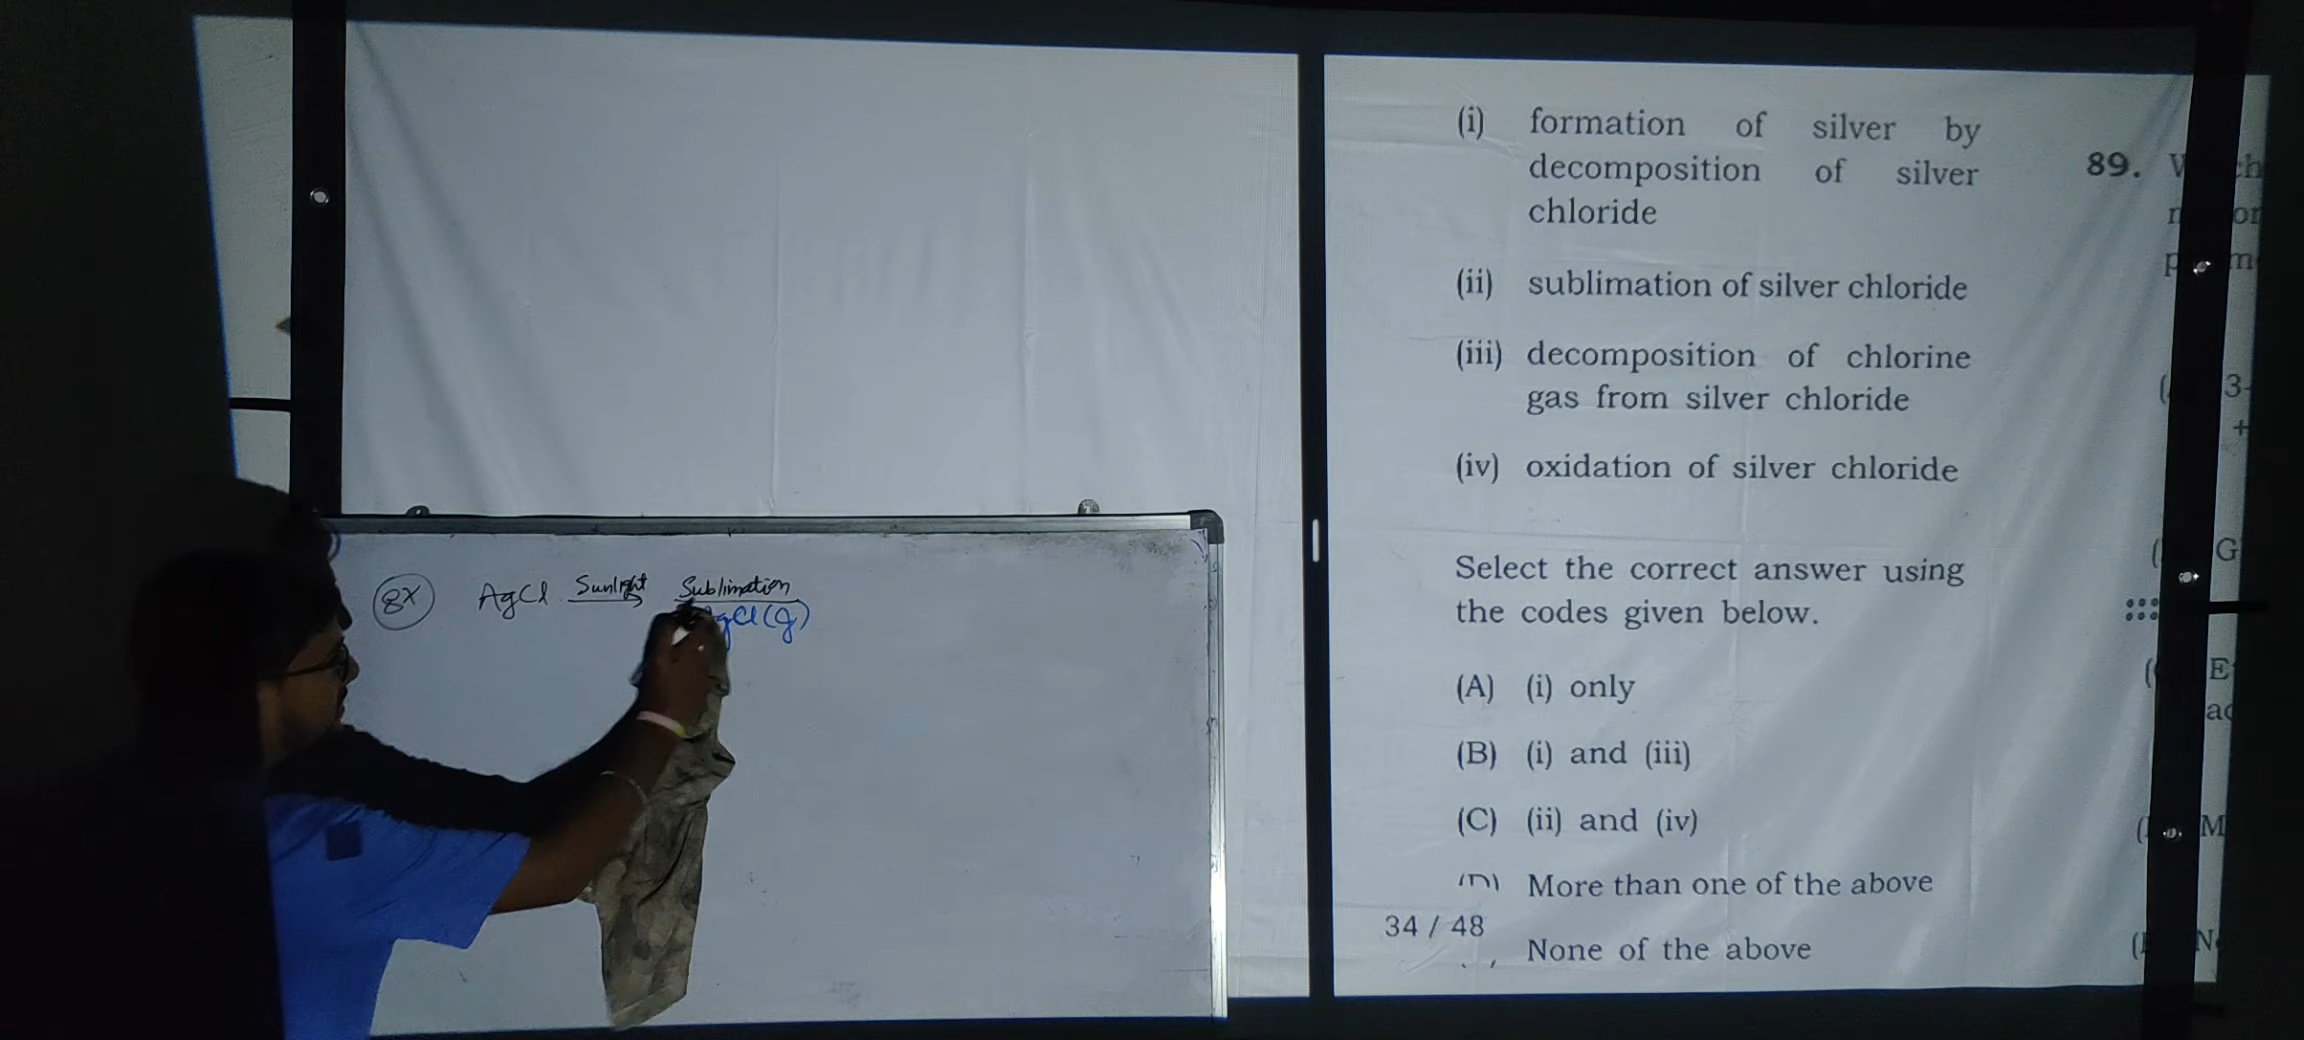 AgCl Sunlight Sublimation
gCl(g)
(i) formation of silver by
decomposition of silver
chloride
(ii) sublimation of silver chloride
(iii) decomposition of chlorine
gas from silver chloride
(iv) oxidation of silver chloride
Select the correct answer using
the codes given below.
(A) (i) only
(B) (i) and (iii)
(C) (ii) and (iv)
More than one of the above
34 / 48
None of the above
89.